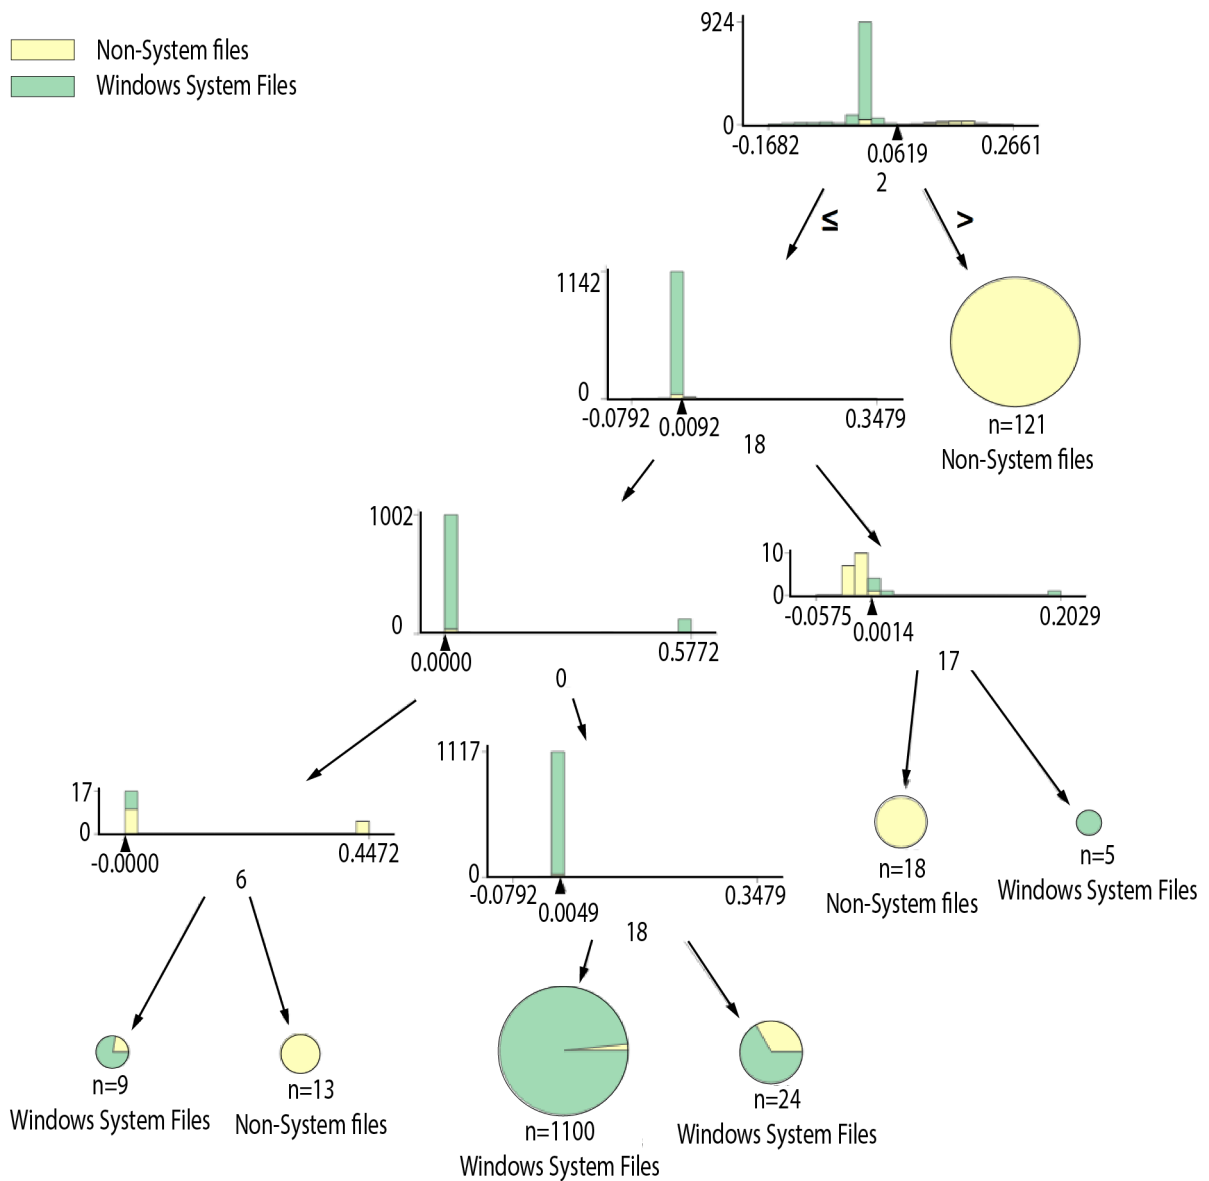 Non-System files
Windows System Files
924
0
-0.1682
0.0619
0.2661
2
≤
>
1142
0
-0.0792
0.0092
0.3479
18
n=121
Non-System files
1002
0
0.0000
0.5772
0
10
0
-0.0575
0.0014
0.2029
17
17
0
-0.0000
0.4472
6
1117
0
-0.0792
0.0049
0.3479
18
n=18
Non-System files
n=5
Windows System Files
n=9
Windows System Files
n=13
Non-System files
n=1100
Windows System Files
n=24
Windows System Files